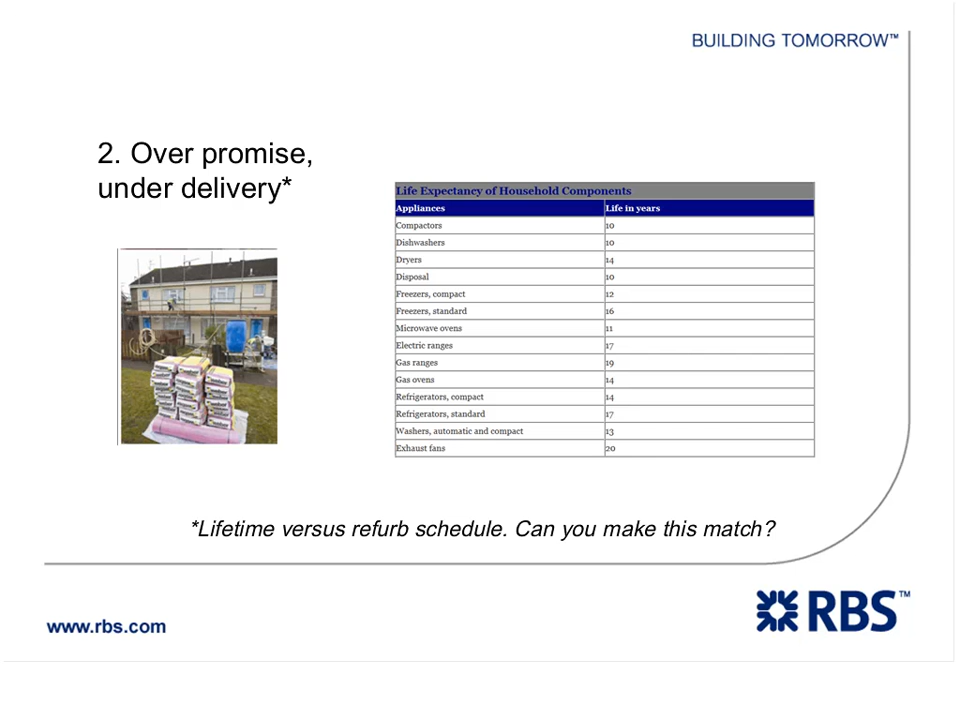 BUILDING TOMORROW™
2. Over promise,
under delivery*
Life Expectancy of Household Components
Appliances Life in years
Compactors 10
Dishwashers 10
Dryers 14
Disposal 10
Freezers, compact 12
Freezers, standard 16
Microwave ovens 11
Electric ranges 17
Gas ranges 19
Gas ovens 14
Refrigerators, compact 14
Refrigerators, standard 17
Washers, automatic and compact 13
Exhaust fans 20
*Lifetime versus refurb schedule. Can you make this match?
www.rbs.com
RBS™